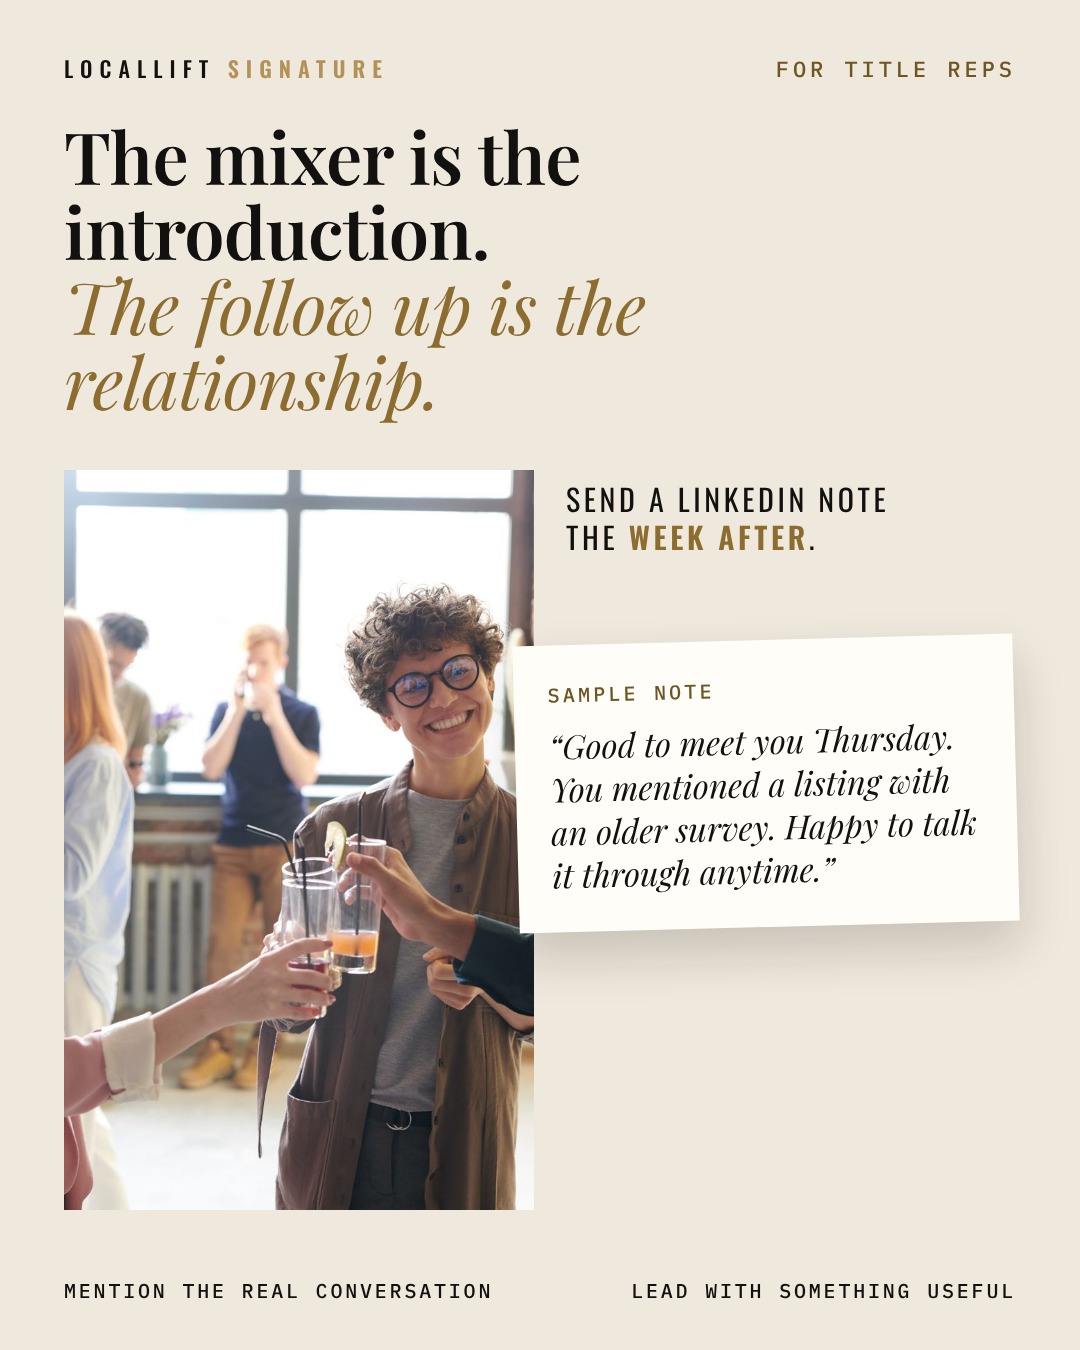 LOCALLIFT SIGNATURE
FOR TITLE REPS
The mixer is the
introduction.
The follow up is the
relationship.
SEND A LINKEDIN NOTE
THE WEEK AFTER.
SAMPLE NOTE
“Good to meet you Thursday.
You mentioned a listing with
an older survey. Happy to talk
it through anytime.”
MENTION THE REAL CONVERSATION
LEAD WITH SOMETHING USEFUL